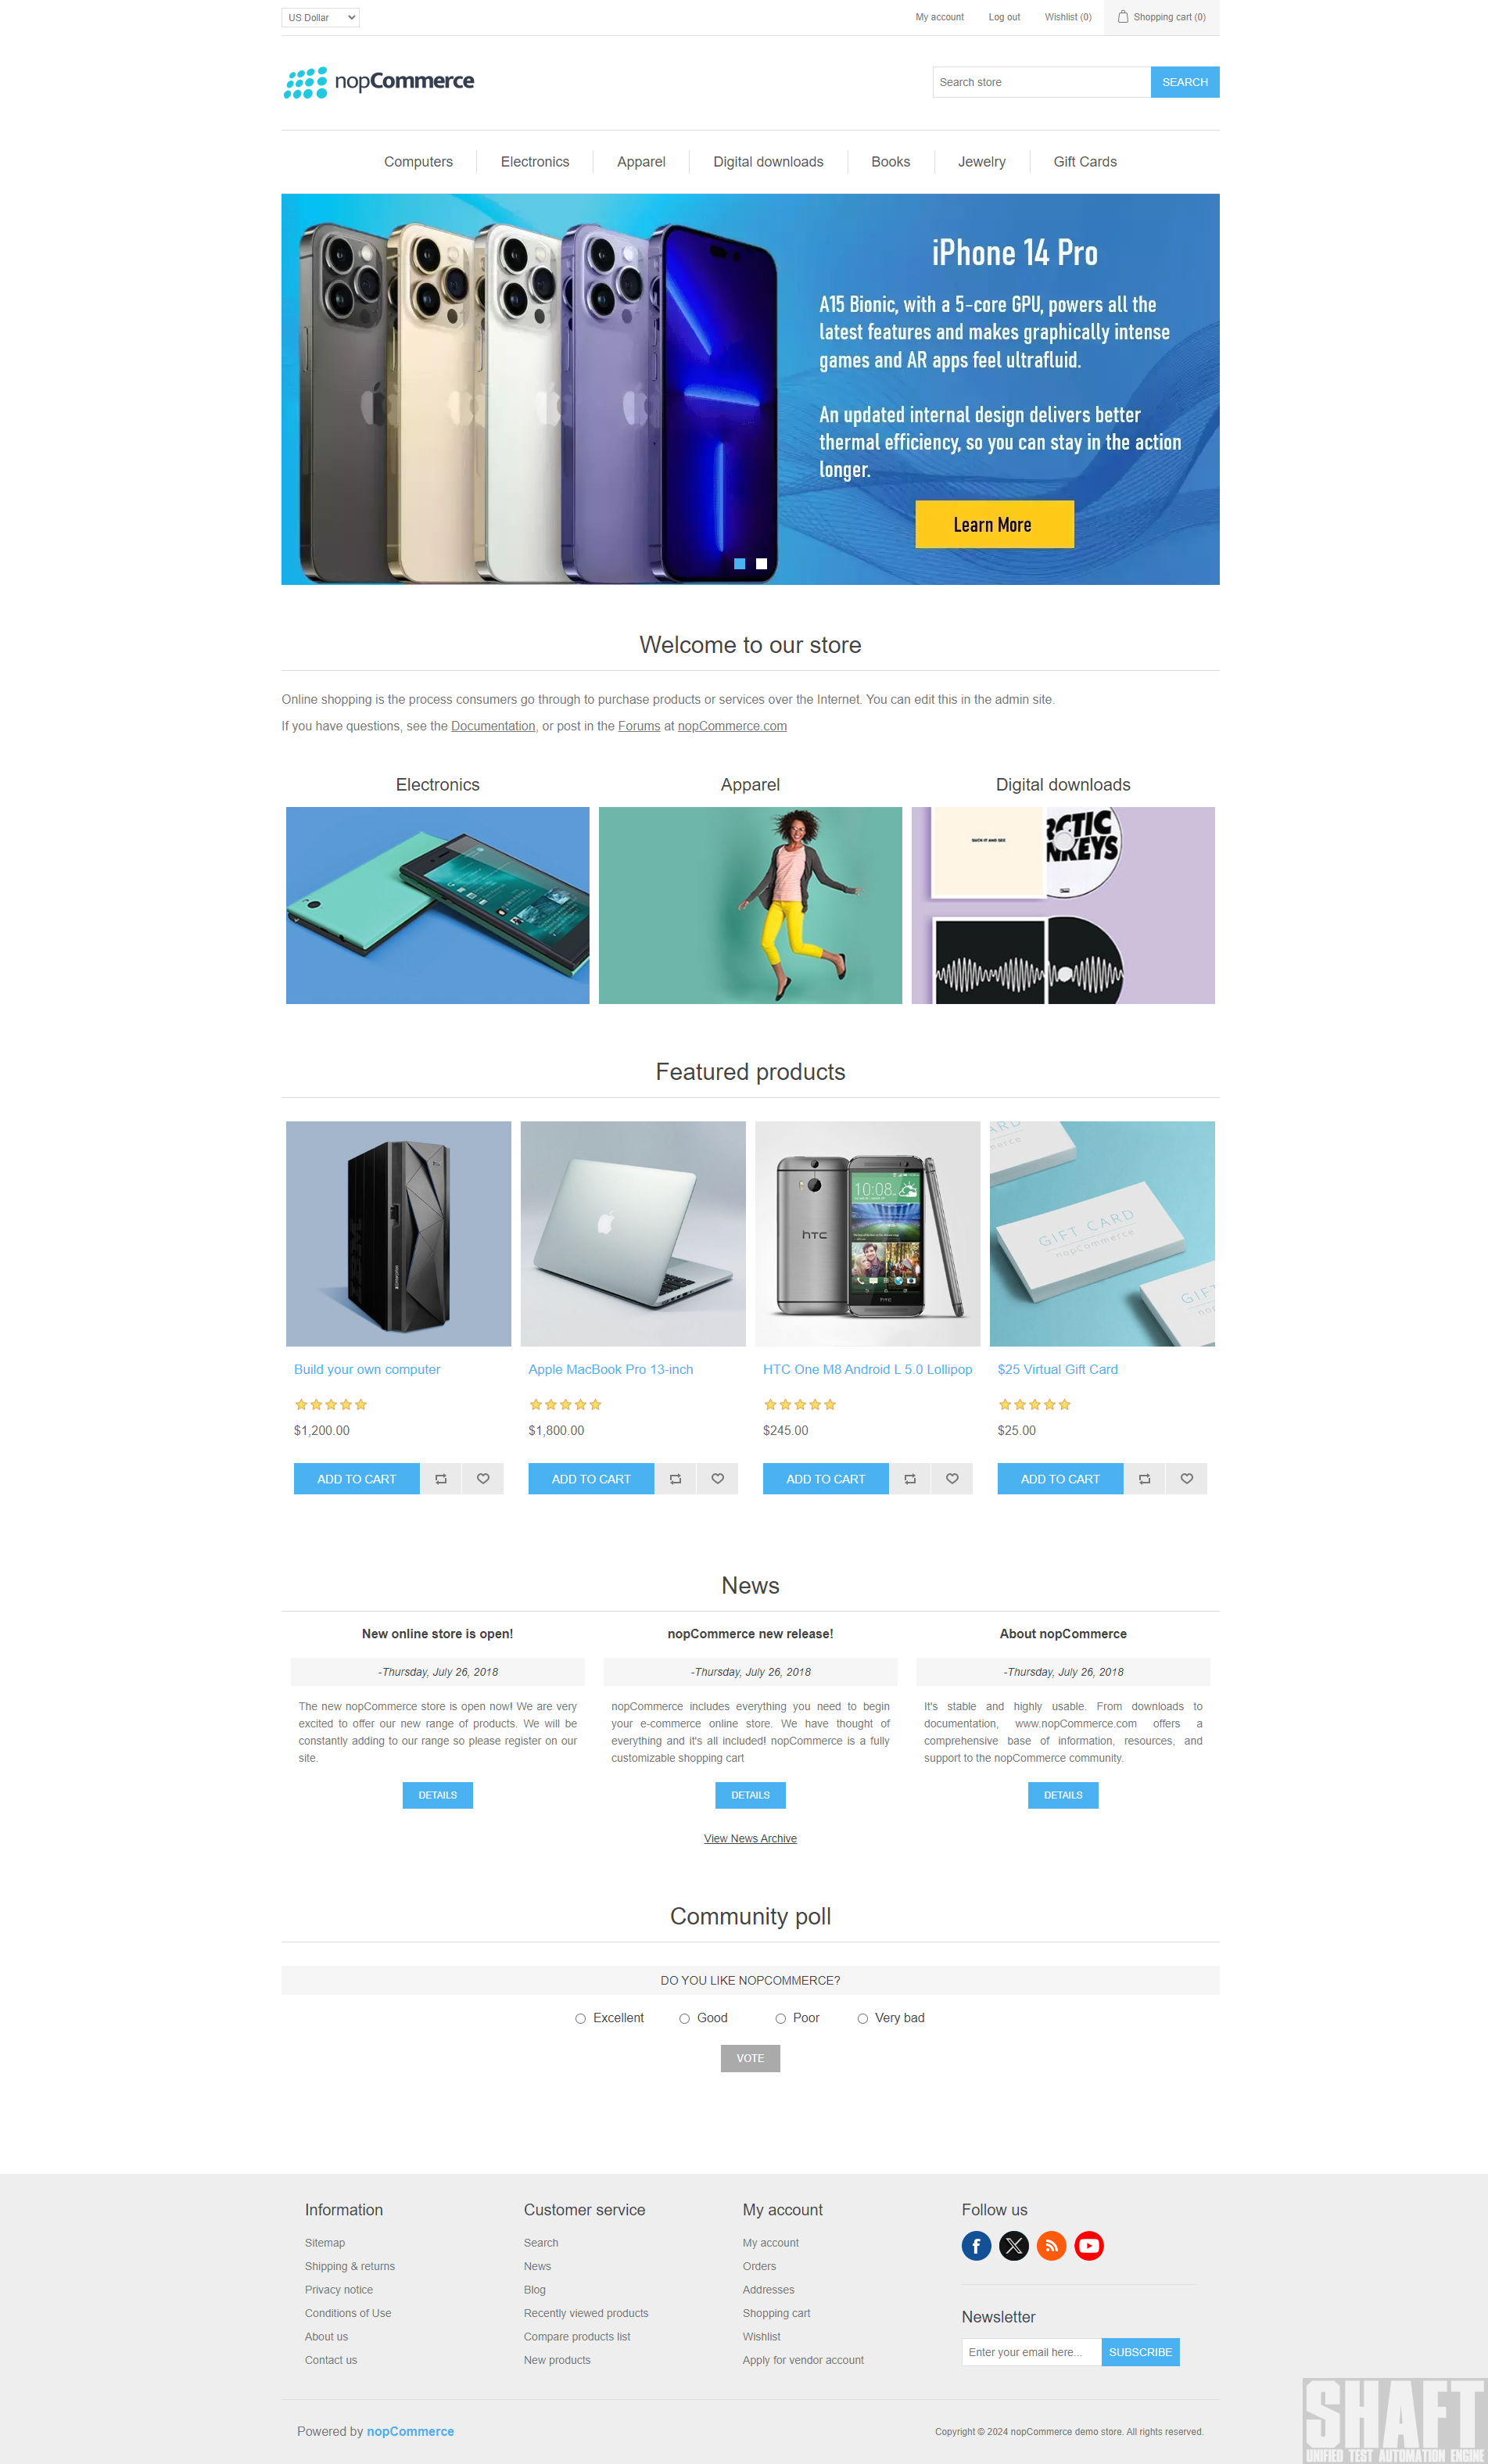 US Dollar
My account
Log out
Wishlist (0)
Shopping cart (0)
nopCommerce
Search store
SEARCH
Computers
Electronics
Apparel
Digital downloads
Books
Jewelry
Gift Cards
iPhone 14 Pro
A15 Bionic, with a 5-core GPU, powers all the
latest features and makes graphically intense
games and AR apps feel ultrafluid.
An updated internal design delivers better
thermal efficiency, so you can stay in the action
longer.
Learn More
Welcome to our store
Online shopping is the process consumers go through to purchase products or services over the Internet. You can edit this in the admin site.
If you have questions, see the Documentation, or post in the Forums at nopCommerce.com
Electronics
Apparel
Digital downloads
SUCK IT AND SEE
RCTIC
NKEYS
Featured products
IBM
10:08
hTC
hTC
GIFT CARD
nopCommerce
Build your own computer
Apple MacBook Pro 13-inch
HTC One M8 Android L 5.0 Lollipop
$25 Virtual Gift Card
$1,200.00
$1,800.00
$245.00
$25.00
ADD TO CART
ADD TO CART
ADD TO CART
ADD TO CART
News
New online store is open!
-Thursday, July 26, 2018
The new nopCommerce store is open now! We are very
excited to offer our new range of products. We will be
constantly adding to our range so please register on our
site.
DETAILS
nopCommerce new release!
-Thursday, July 26, 2018
nopCommerce includes everything you need to begin
your e-commerce online store. We have thought of
everything and it's all included! nopCommerce is a fully
customizable shopping cart
DETAILS
About nopCommerce
-Thursday, July 26, 2018
It's stable and highly usable. From downloads to
documentation, www.nopCommerce.com offers a
comprehensive base of information, resources, and
support to the nopCommerce community.
DETAILS
View News Archive
Community poll
DO YOU LIKE NOPCOMMERCE?
Excellent
Good
Poor
Very bad
VOTE
Information
Sitemap
Shipping & returns
Privacy notice
Conditions of Use
About us
Contact us
Customer service
Search
News
Blog
Recently viewed products
Compare products list
New products
My account
My account
Orders
Addresses
Shopping cart
Wishlist
Apply for vendor account
Follow us
Newsletter
Enter your email here...
SUBSCRIBE
Powered by nopCommerce
Copyright © 2024 nopCommerce demo store. All rights reserved.
SHAFT
UNIFIED TEST AUTOMATION ENGINE